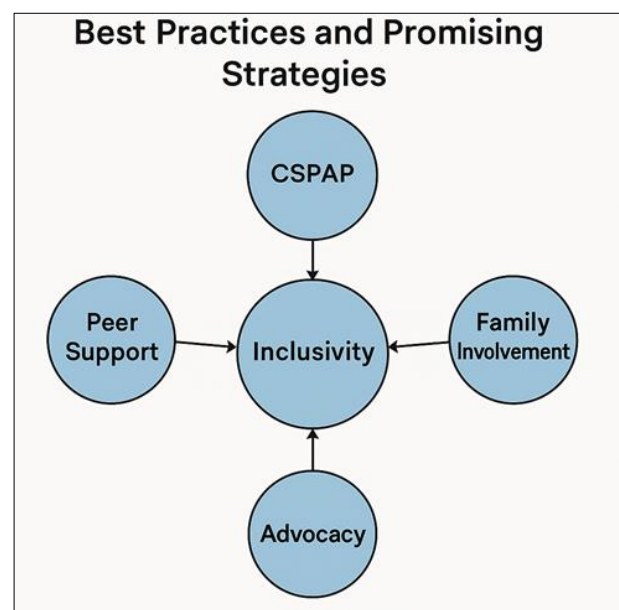 Best Practices and Promising
Strategies
CSPAP
Peer
Support
Inclusivity
Family
Involvement
Advocacy